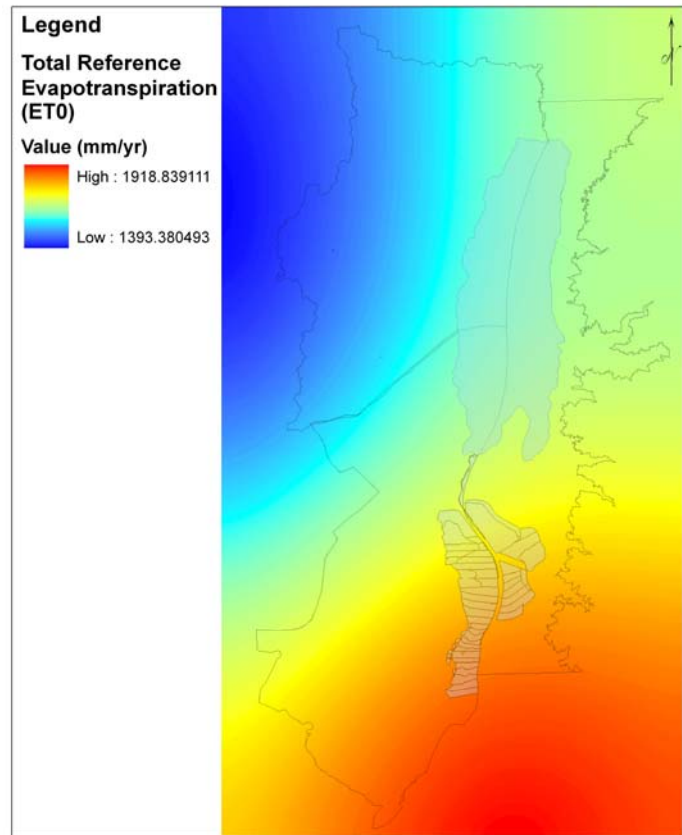 Legend
Total Reference
Evapotranspiration
(ET0)
Value (mm/yr)
High : 1918.839111
Low : 1393.380493